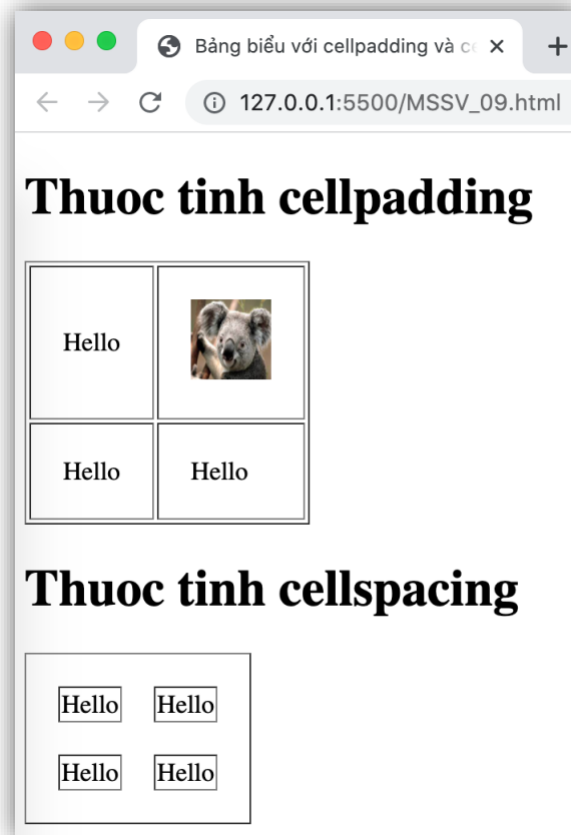 Bảng biểu với cellpadding và
127.0.0.1:5500/MSSV_09.html
Thuoc tinh cellpadding
Hello
Hello Hello
Thuoc tinh cellspacing
Hello Hello
Hello Hello